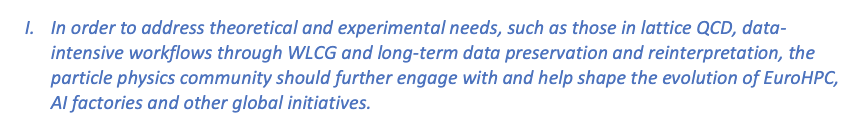 I. In order to address theoretical and experimental needs, such as those in lattice QCD, data-
intensive workflows through WLCG and long-term data preservation and reinterpretation, the
particle physics community should further engage with and help shape the evolution of EuroHPC,
AI factories and other global initiatives.